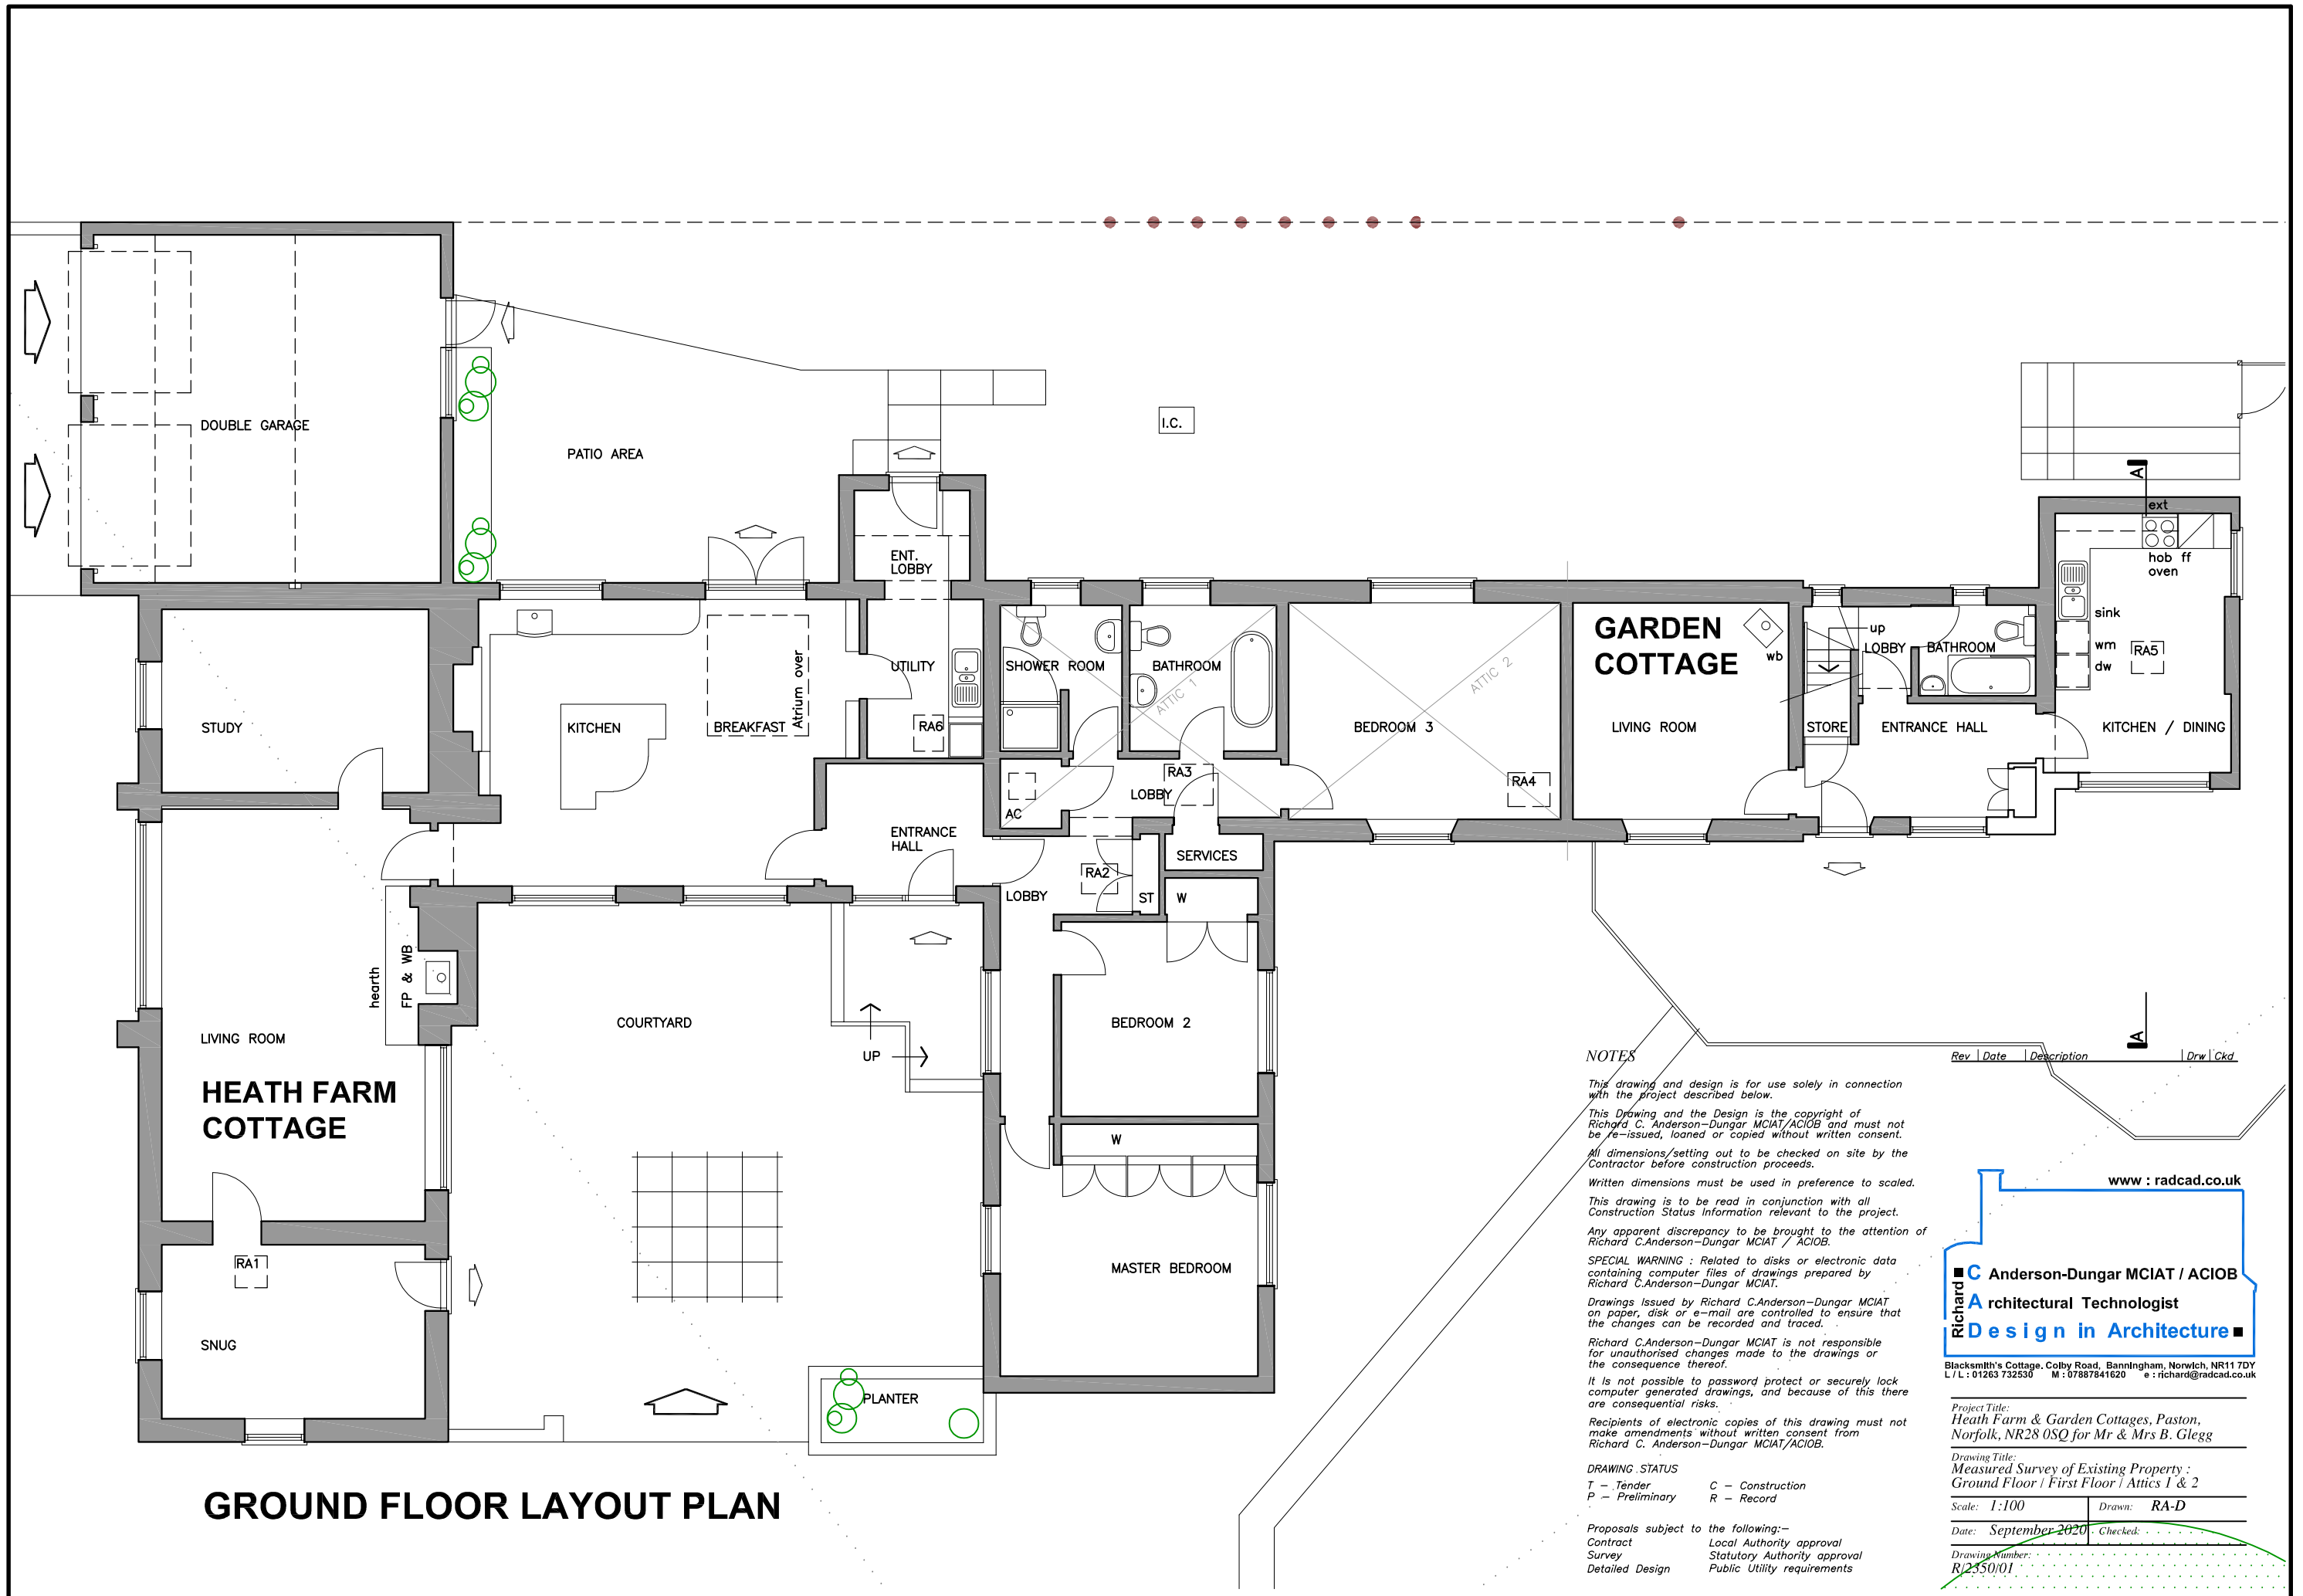 DOUBLE GARAGE
PATIO AREA
I.C.
A
ext
hob ff
oven
sink
wm
dw
RA5
KITCHEN / DINING
ENT.
LOBBY
UTILITY
RA6
SHOWER ROOM
BATHROOM
ATTIC 1
ATTIC 2
BEDROOM 3
RA4
GARDEN
COTTAGE
wb
LIVING ROOM
up
LOBBY
BATHROOM
STORE
ENTRANCE HALL
STUDY
KITCHEN
BREAKFAST
Atrium over
RA3
LOBBY
AC
ENTRANCE
HALL
SERVICES
RA2
LOBBY
ST
W
hearth
FP & WB
LIVING ROOM
COURTYARD
UP
BEDROOM 2
HEATH FARM
COTTAGE
W
MASTER BEDROOM
RA1
SNUG
PLANTER
A
GROUND FLOOR LAYOUT PLAN
NOTES
This drawing and design is for use solely in connection
with the project described below.
This Drawing and the Design is the copyright of
Richard C. Anderson-Dungar MCIAT/ACIOB and must not
be re-issued, loaned or copied without written consent.
All dimensions/setting out to be checked on site by the
Contractor before construction proceeds.
Written dimensions must be used in preference to scaled.
This drawing is to be read in conjunction with all
Construction Status Information relevant to the project.
Any apparent discrepancy to be brought to the attention of
Richard C.Anderson-Dungar MCIAT / ACIOB.
SPECIAL WARNING : Related to disks or electronic data
containing computer files of drawings prepared by
Richard C.Anderson-Dungar MCIAT.
Drawings Issued by Richard C.Anderson-Dungar MCIAT
on paper, disk or e-mail are controlled to ensure that
the changes can be recorded and traced.
Richard C.Anderson-Dungar MCIAT is not responsible
for unauthorised changes made to the drawings or
the consequence thereof.
It Is not possible to password protect or securely lock
computer generated drawings, and because of this there
are consequential risks.
Recipients of electronic copies of this drawing must not
make amendments without written consent from
Richard C. Anderson-Dungar MCIAT/ACIOB.
DRAWING STATUS
T - Tender C - Construction
P - Preliminary R - Record
Proposals subject to the following:-
Contract Local Authority approval
Survey Statutory Authority approval
Detailed Design Public Utility requirements
Rev Date Description Drw Ckd
www : radcad.co.uk
Richard
C Anderson-Dungar MCIAT / ACIOB
A rchitectural Technologist
D e s i g n in Architecture
Blacksmith's Cottage. Colby Road, Banningham, Norwich, NR11 7DY
L / L : 01263 732530 M : 07887841620 e : richard@radcad.co.uk
Project Title:
Heath Farm & Garden Cottages, Paston,
Norfolk, NR28 0SQ for Mr & Mrs B. Glegg
Drawing Title:
Measured Survey of Existing Property :
Ground Floor / First Floor / Attics 1 & 2
Scale: 1:100 Drawn: RA-D
Date: September 2020 Checked:
Drawing Number:
R/2350/01